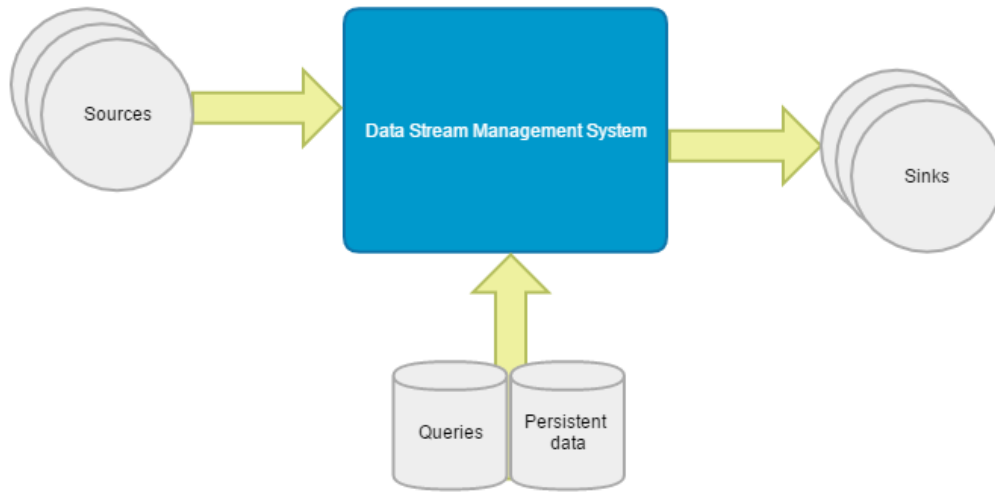 Sources
Data Stream Management System
Sinks
Queries
Persistent
data